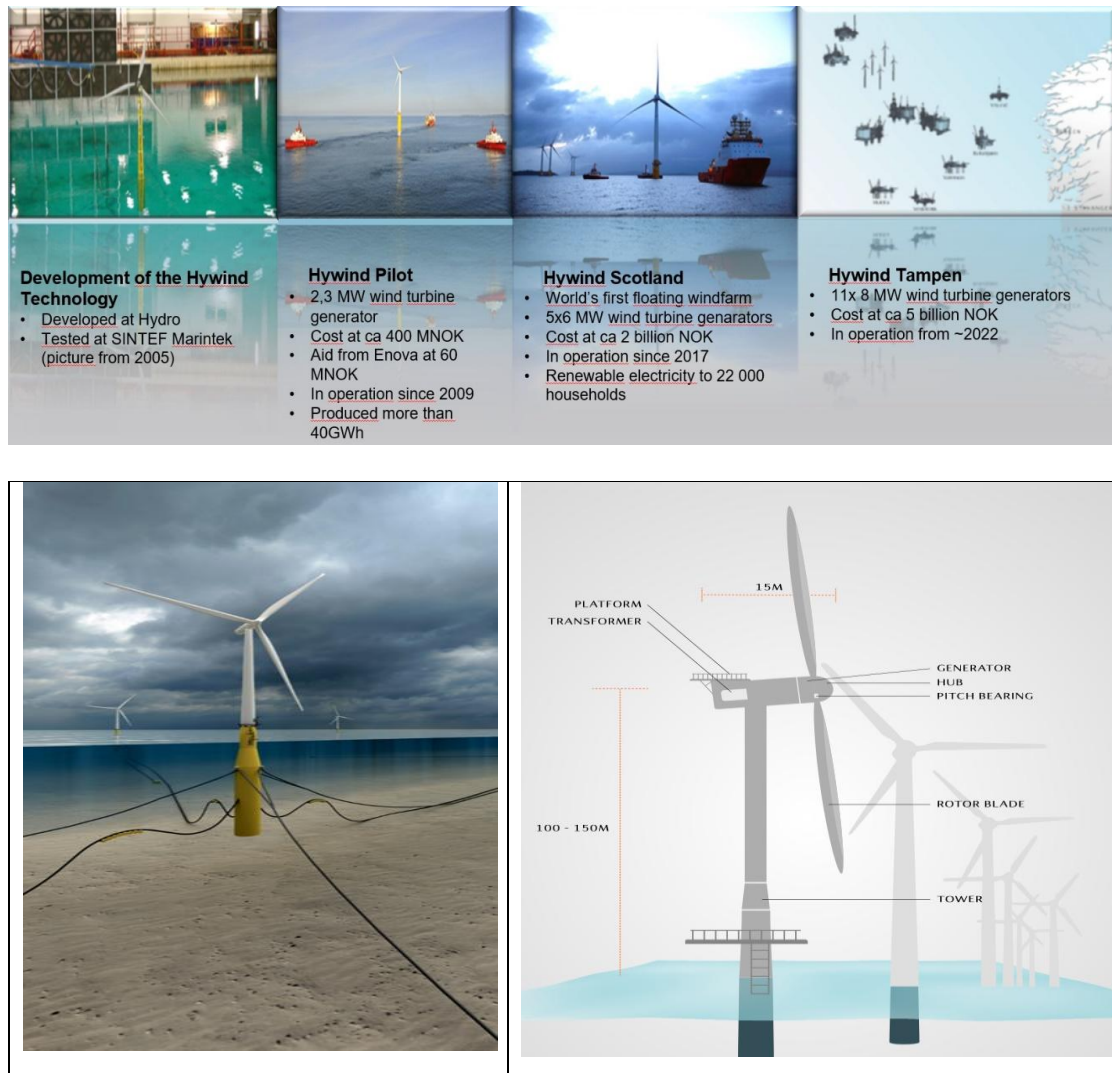 Development of the Hywind
Technology
• Developed at Hydro
• Tested at SINTEF Marintek
(picture from 2005)
Hywind Pilot
• 2,3 MW wind turbine
generator
• Cost at ca 400 MNOK
• Aid from Enova at 60
MNOK
• In operation since 2009
• Produced more than
40GWh
Hywind Scotland
• World's first floating windfarm
• 5x6 MW wind turbine genarators
• Cost at ca 2 billion NOK
• In operation since 2017
• Renewable electricity to 22 000
households
Hywind Tampen
• 11x 8 MW wind turbine generators
• Cost at ca 5 billion NOK
• In operation from ~2022
15M
PLATFORM
TRANSFORMER
GENERATOR
HUB
PITCH BEARING
ROTOR BLADE
100 - 150M
TOWER